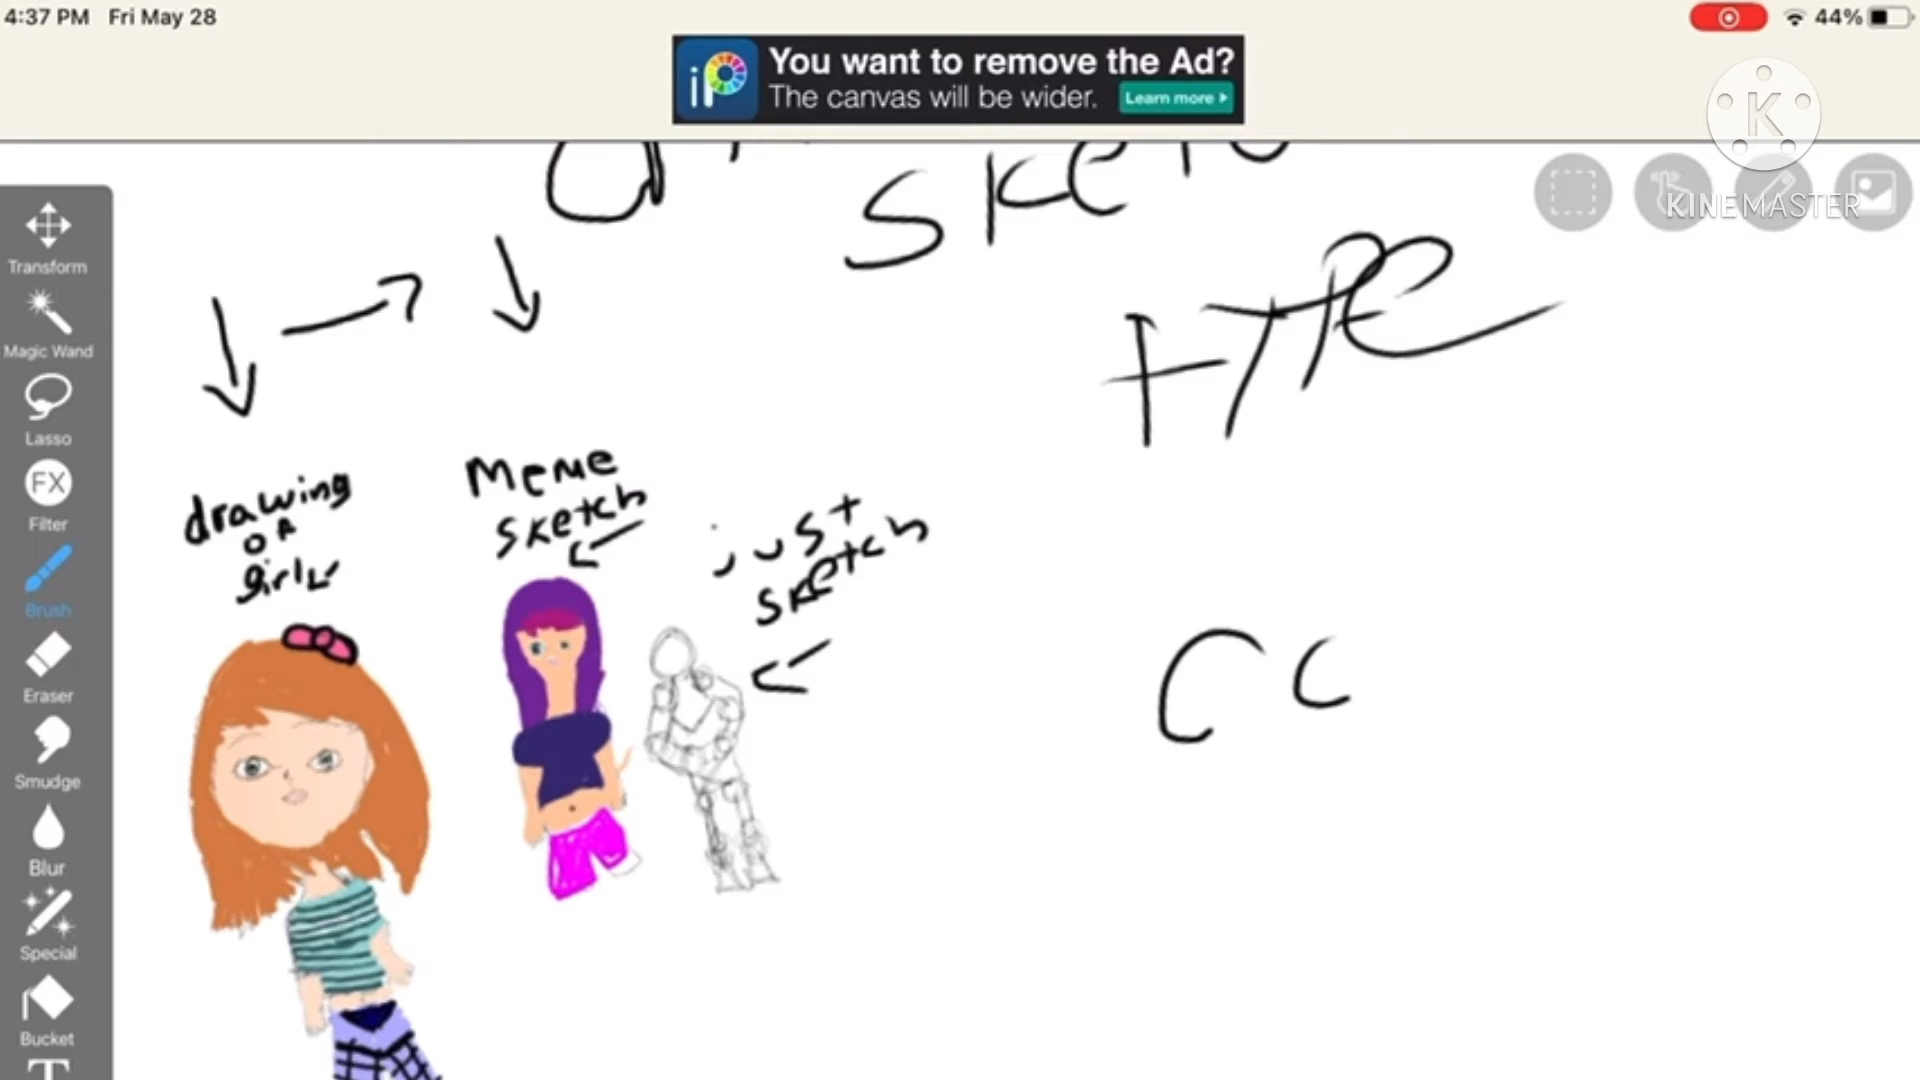 4:37 PM Fri May 28
44%
iP
You want to remove the Ad?
The canvas will be wider. Learn more
K
KINEMASTER
Transform
Magic Wand
Lasso
FX
Filter
Brush
Eraser
Smudge
Blur
Special
Bucket
T
drawing
girl
Meme
sketch
just
sketch
CC